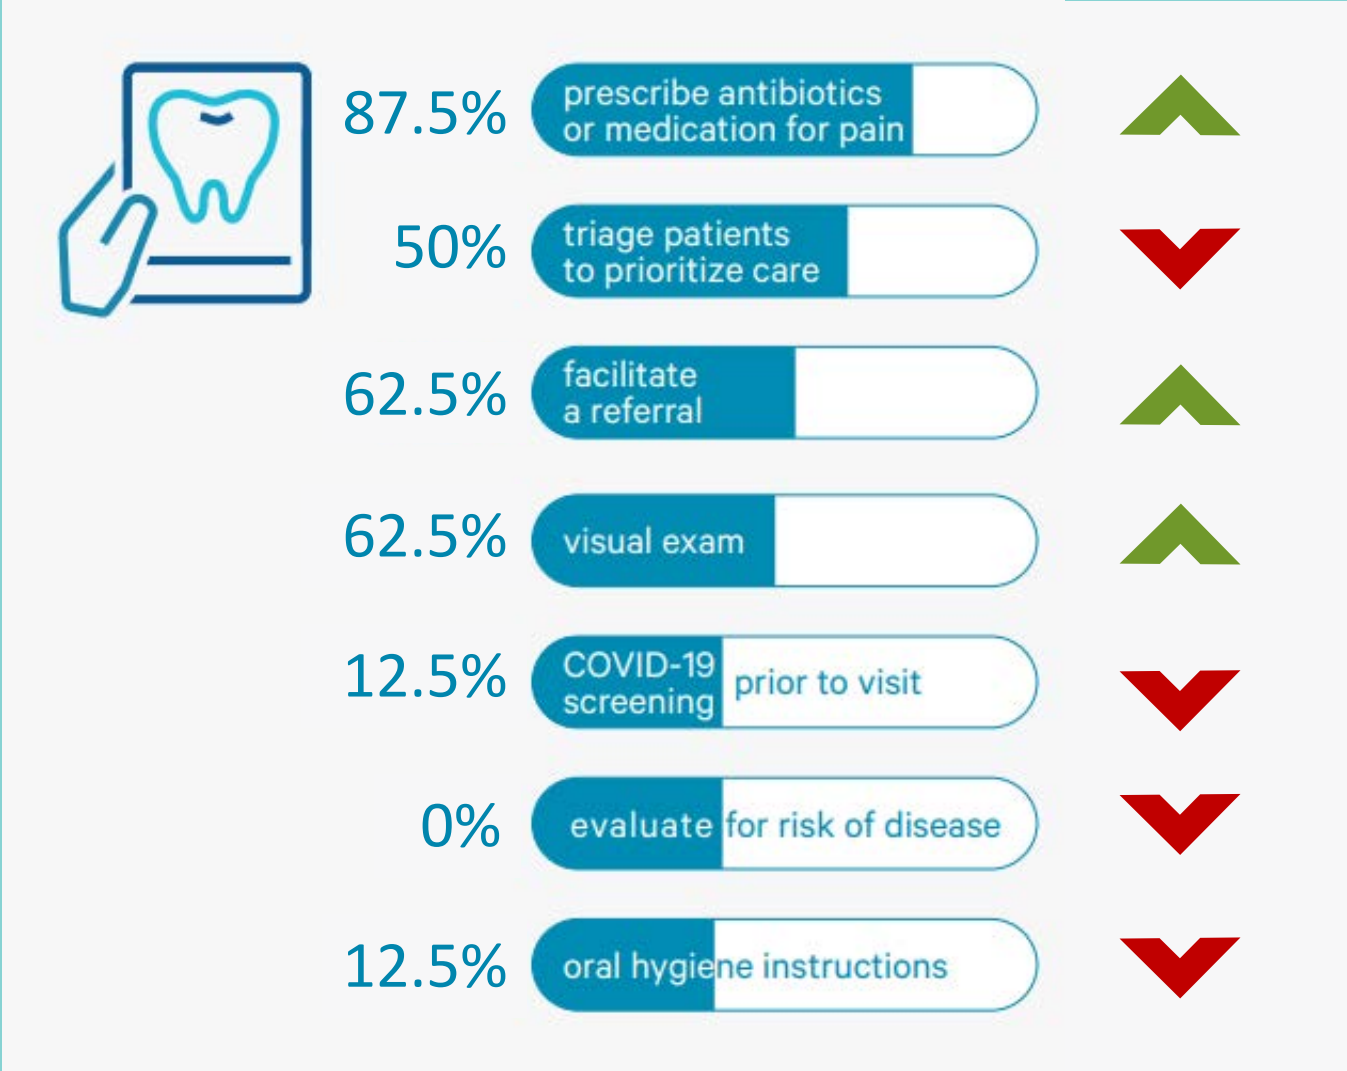 87.5%
prescribe antibiotics
or medication for pain
50%
triage patients
to prioritize care
62.5%
facilitate
a referral
62.5%
visual exam
12.5%
COVID-19
screening
prior to visit
0%
evaluate for risk of disease
12.5%
oral hygiene instructions